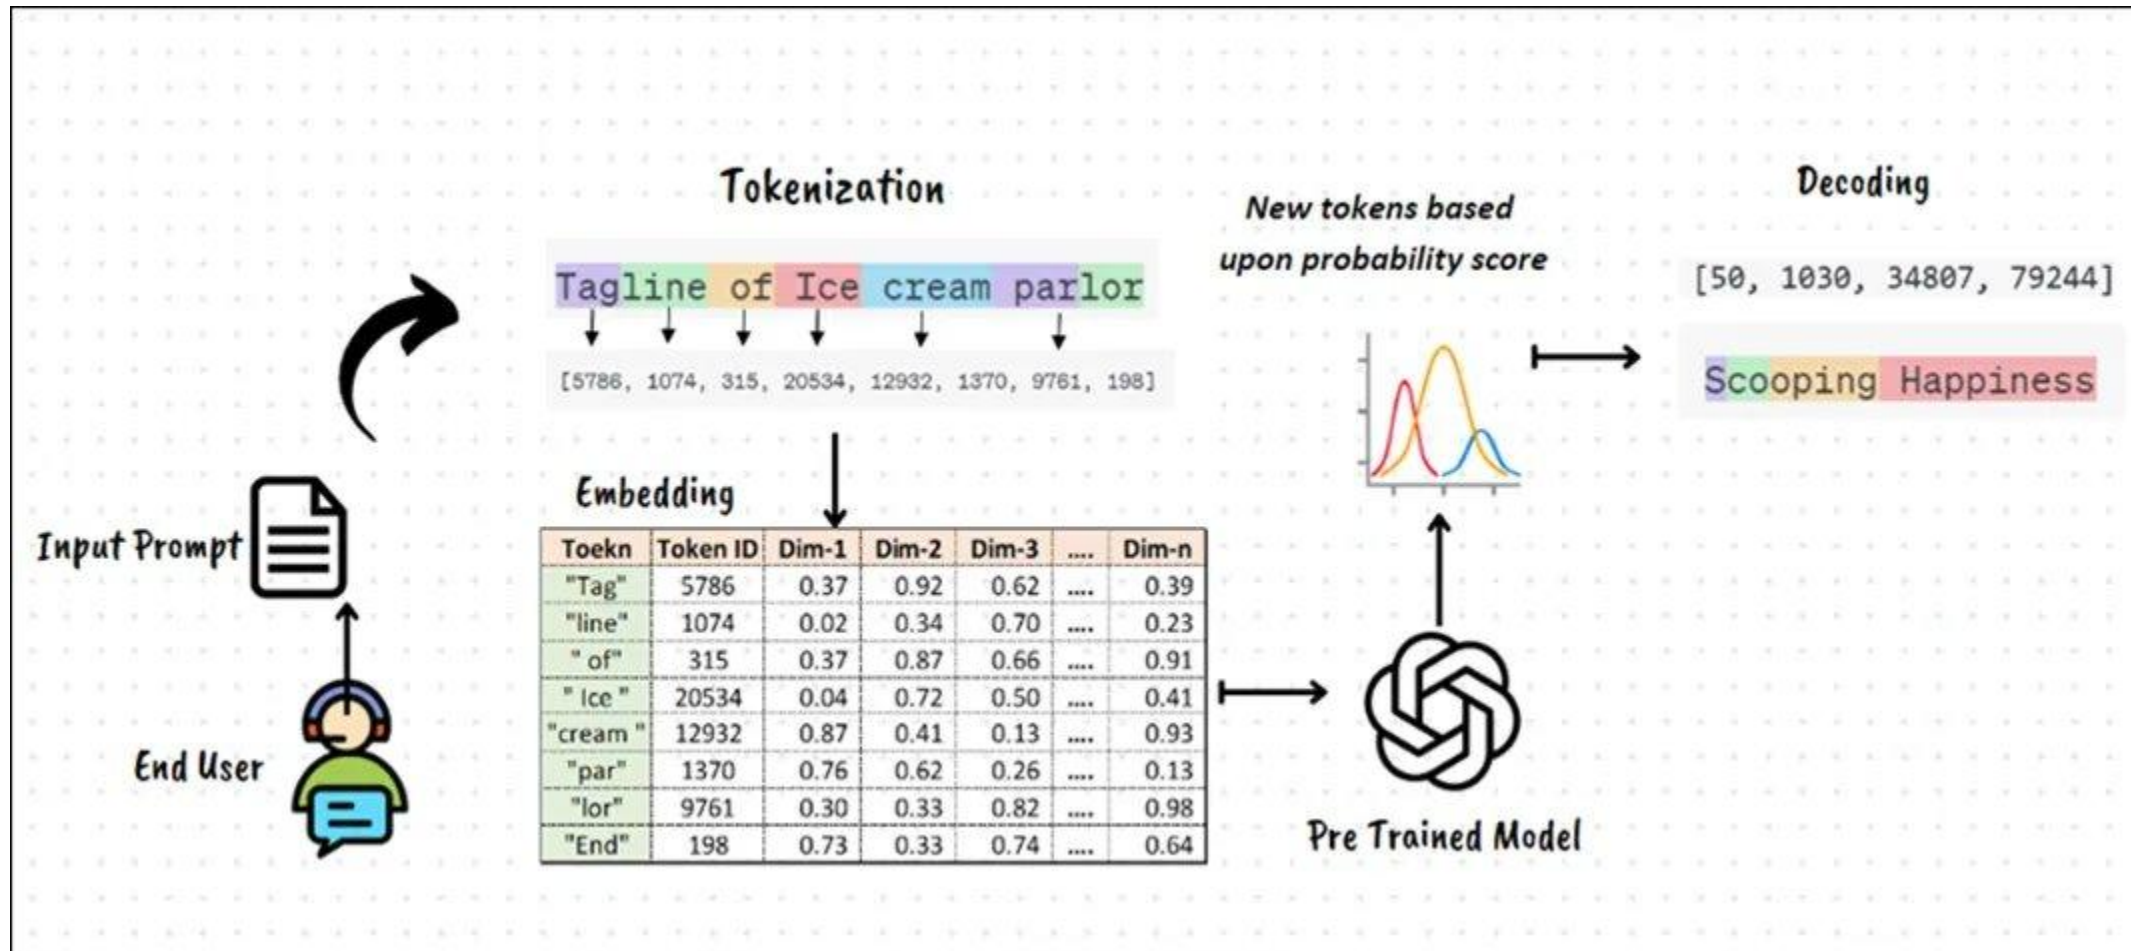 Tokenization
Tagline of Ice cream parlor
[5786, 1074, 315, 20534, 12932, 1370, 9761, 198]
Input Prompt
End User
Embedding
Toekn Token ID Dim-1 Dim-2 Dim-3 .... Dim-n
"Tag" 5786 0.37 0.92 0.62 .... 0.39
"line" 1074 0.02 0.34 0.70 .... 0.23
" of" 315 0.37 0.87 0.66 .... 0.91
" Ice " 20534 0.04 0.72 0.50 .... 0.41
"cream " 12932 0.87 0.41 0.13 .... 0.93
"par" 1370 0.76 0.62 0.26 .... 0.13
"lor" 9761 0.30 0.33 0.82 .... 0.98
"End" 198 0.73 0.33 0.74 .... 0.64
New tokens based
upon probability score
Pre Trained Model
Decoding
[50, 1030, 34807, 79244]
Scooping Happiness